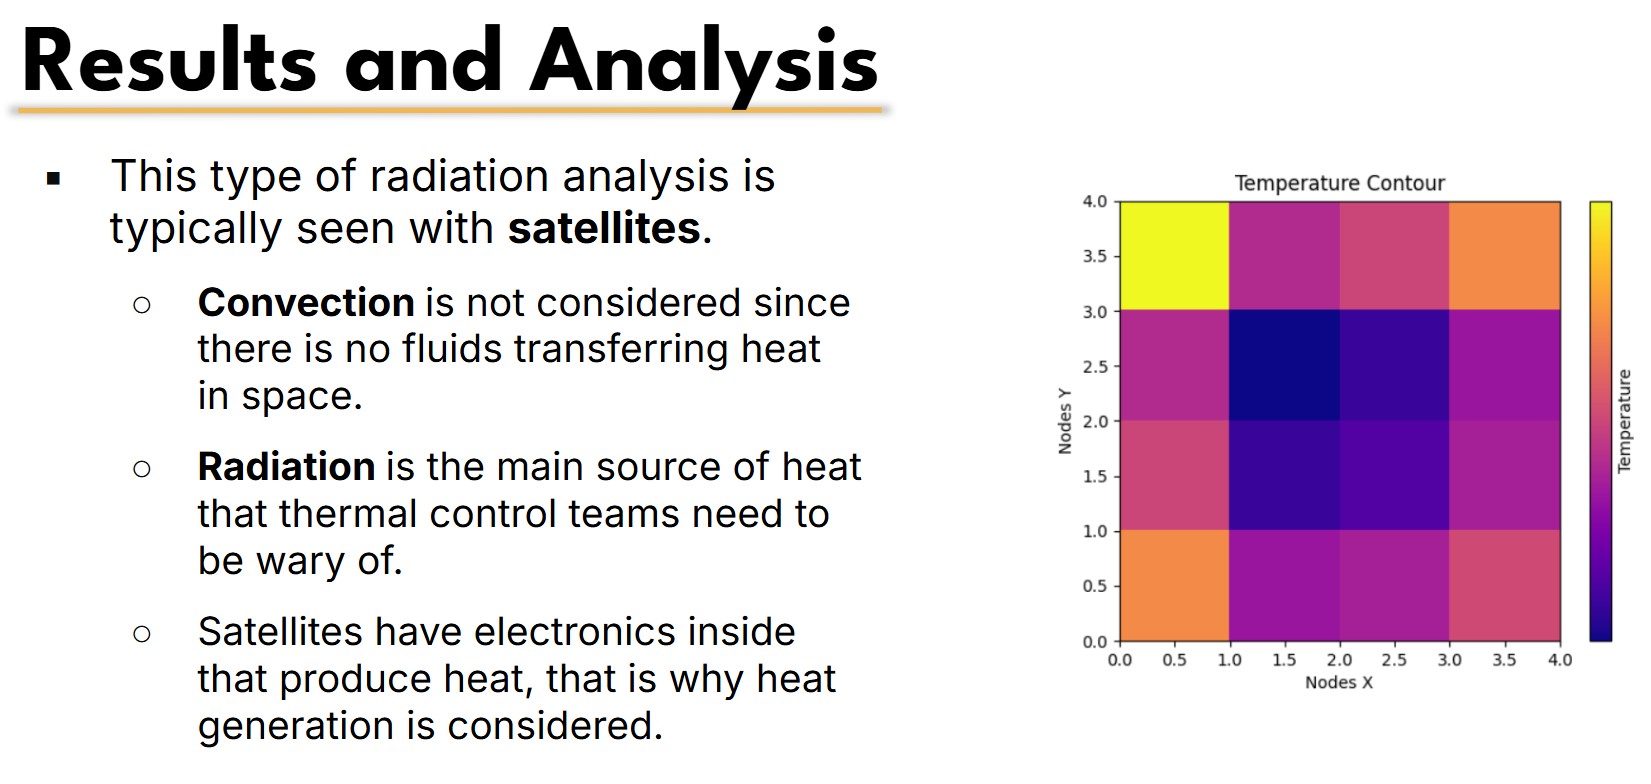 Results and Analysis
▪ This type of radiation analysis is
typically seen with satellites.
○ Convection is not considered since
there is no fluids transferring heat
in space.
○ Radiation is the main source of heat
that thermal control teams need to
be wary of.
○ Satellites have electronics inside
that produce heat, that is why heat
generation is considered.
Temperature Contour
4.0
3.5
3.0
2.5
2.0
1.5
1.0
0.5
0.0
Nodes Y
0.0 0.5 1.0 1.5 2.0 2.5 3.0 3.5 4.0
Nodes X
Temperature